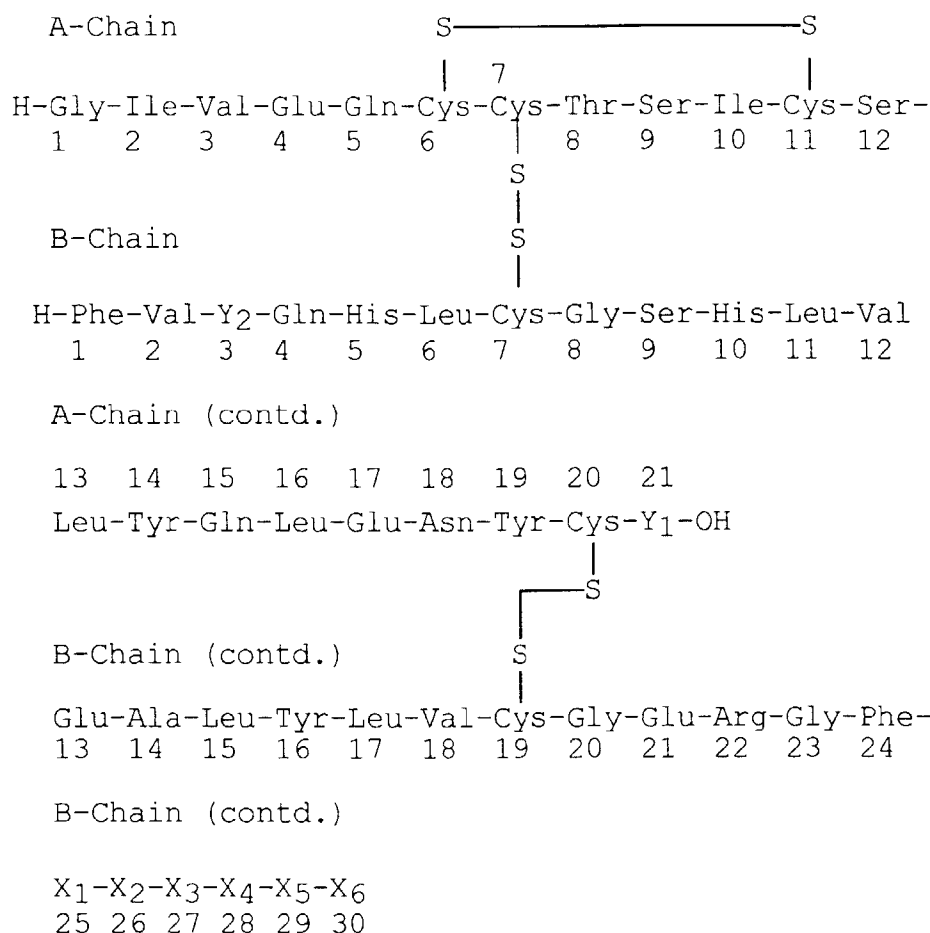 A-Chain S S
7
H-Gly-Ile-Val-Glu-Gln-Cys-Cys-Thr-Ser-Ile-Cys-Ser-
1 2 3 4 5 6 8 9 10 11 12
S
B-Chain S
H-Phe-Val-Y2-Gln-His-Leu-Cys-Gly-Ser-His-Leu-Val
1 2 3 4 5 6 7 8 9 10 11 12
A-Chain (contd.)
13 14 15 16 17 18 19 20 21
Leu-Tyr-Gln-Leu-Glu-Asn-Tyr-Cys-Y1-OH
S
B-Chain (contd.) S
Glu-Ala-Leu-Tyr-Leu-Val-Cys-Gly-Glu-Arg-Gly-Phe-
13 14 15 16 17 18 19 20 21 22 23 24
B-Chain (contd.)
X1-X2-X3-X4-X5-X6
25 26 27 28 29 30